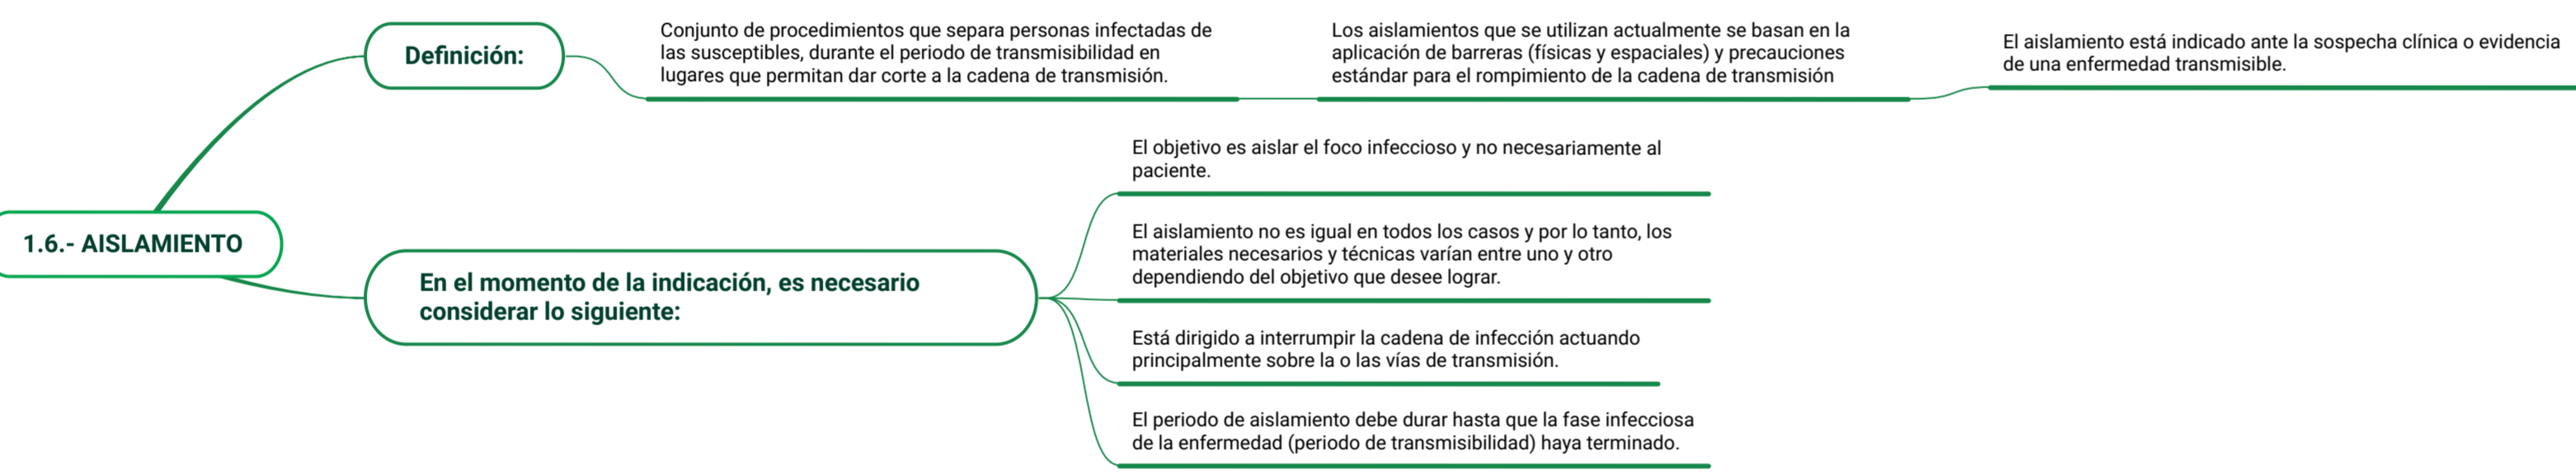 1.6.- AISLAMIENTO
Definición:
Conjunto de procedimientos que separa personas infectadas de
las susceptibles, durante el periodo de transmisibilidad en
lugares que permitan dar corte a la cadena de transmisión.
Los aislamientos que se utilizan actualmente se basan en la
aplicación de barreras (físicas y espaciales) y precauciones
estándar para el rompimiento de la cadena de transmisión
El aislamiento está indicado ante la sospecha clínica o evidencia
de una enfermedad transmisible.
En el momento de la indicación, es necesario
considerar lo siguiente:
El objetivo es aislar el foco infeccioso y no necesariamente al
paciente.
El aislamiento no es igual en todos los casos y por lo tanto, los
materiales necesarios y técnicas varían entre uno y otro
dependiendo del objetivo que desee lograr.
Está dirigido a interrumpir la cadena de infección actuando
principalmente sobre la o las vías de transmisión.
El periodo de aislamiento debe durar hasta que la fase infecciosa
de la enfermedad (periodo de transmisibilidad) haya terminado.